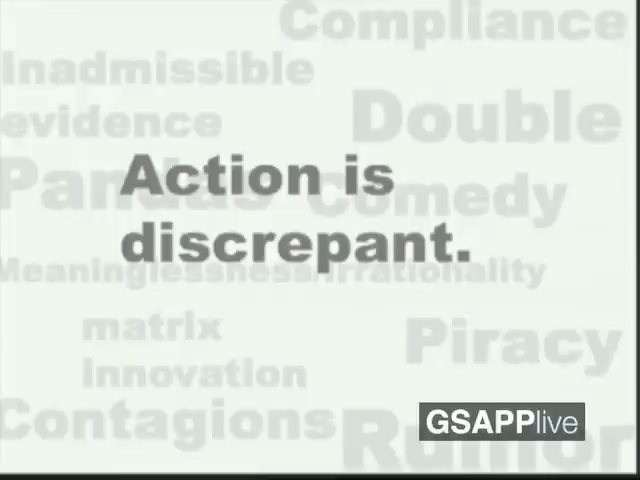 Compliance
Inadmissible
evidence
Double
Pandas
Comedy
Action is
discrepant.
Meaninglessness/Irrationality
matrix
Innovation
Piracy
Contagions
Rumor
GSAPPlive